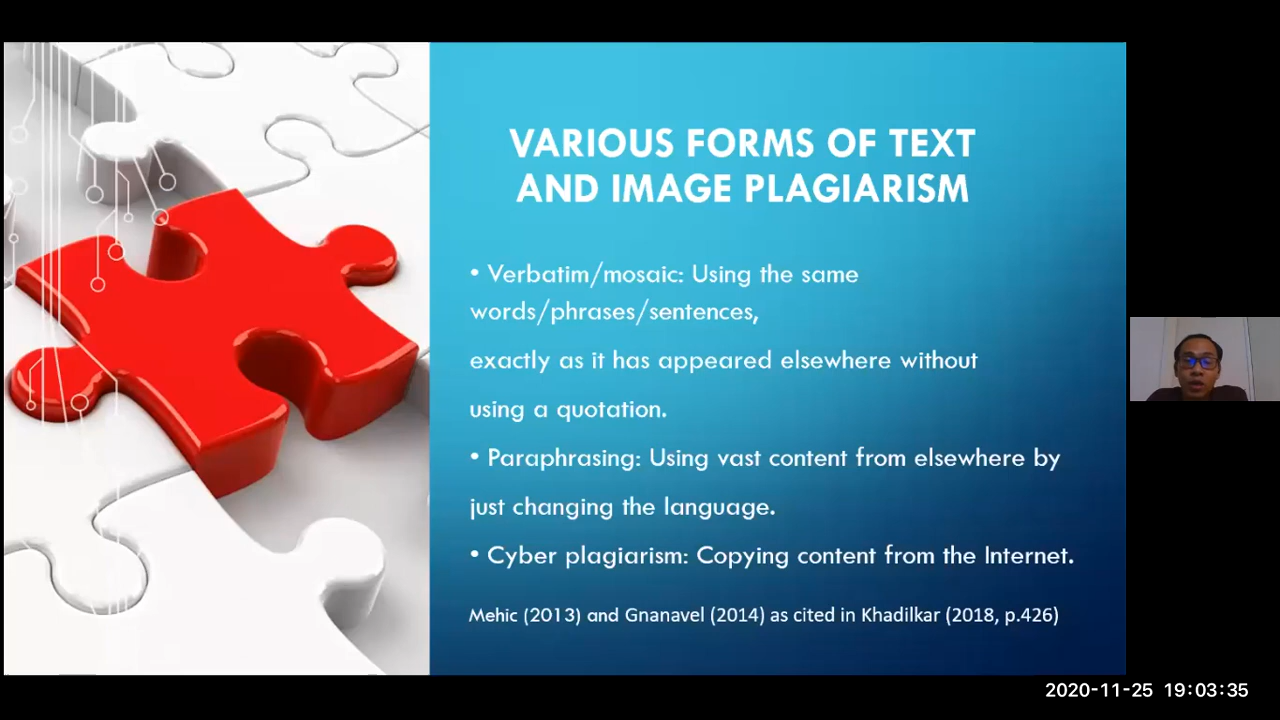 VARIOUS FORMS OF TEXT
AND IMAGE PLAGIARISM
• Verbatim/mosaic: Using the same
words/phrases/sentences,
exactly as it has appeared elsewhere without
using a quotation.
• Paraphrasing: Using vast content from elsewhere by
just changing the language.
• Cyber plagiarism: Copying content from the Internet.
Mehic (2013) and Gnanavel (2014) as cited in Khadilkar (2018, p.426)
2020-11-25 19:03:35